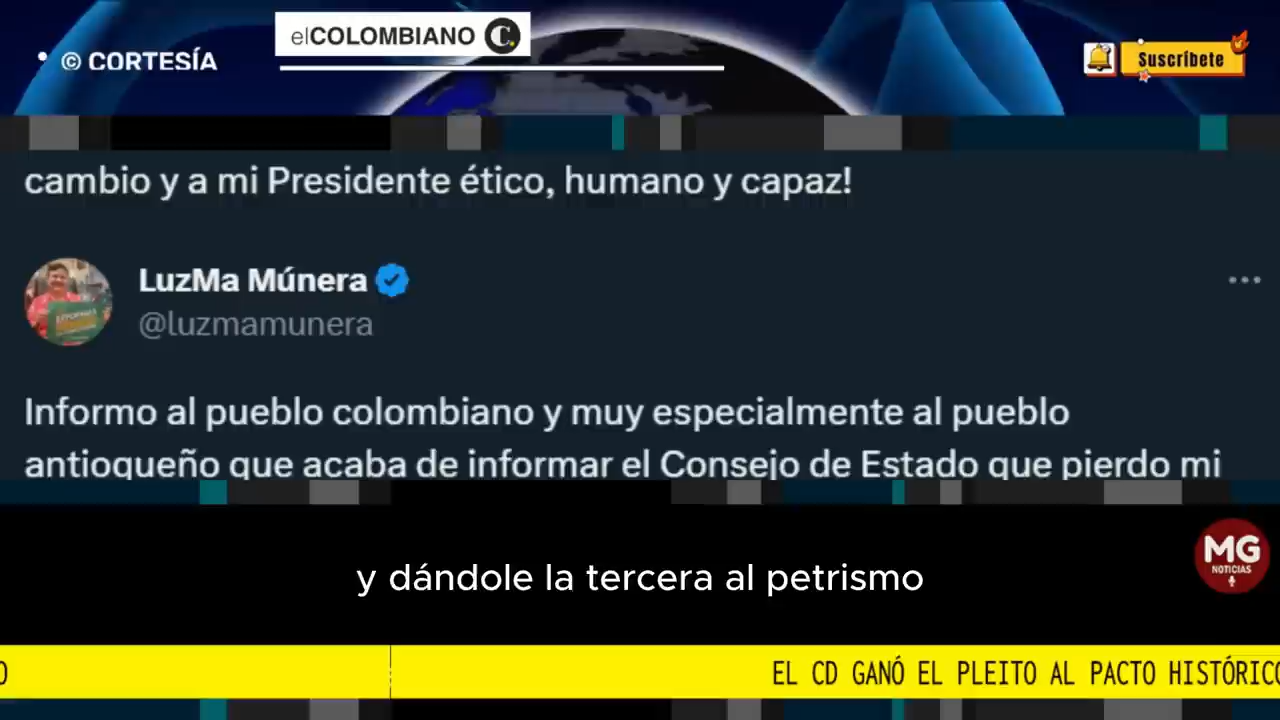 elCOLOMBIANO C
© CORTESÍA
Suscríbete
cambio y a mi Presidente ético, humano y capaz!
LuzMa Múnera
@luzmamunera
Informo al pueblo colombiano y muy especialmente al pueblo
antioqueño que acaba de informar el Consejo de Estado que pierdo mi
MG
NOTICIAS
y dándole la tercera al petrismo
O
EL CD GANÓ EL PLEITO AL PACTO HISTÓRICO